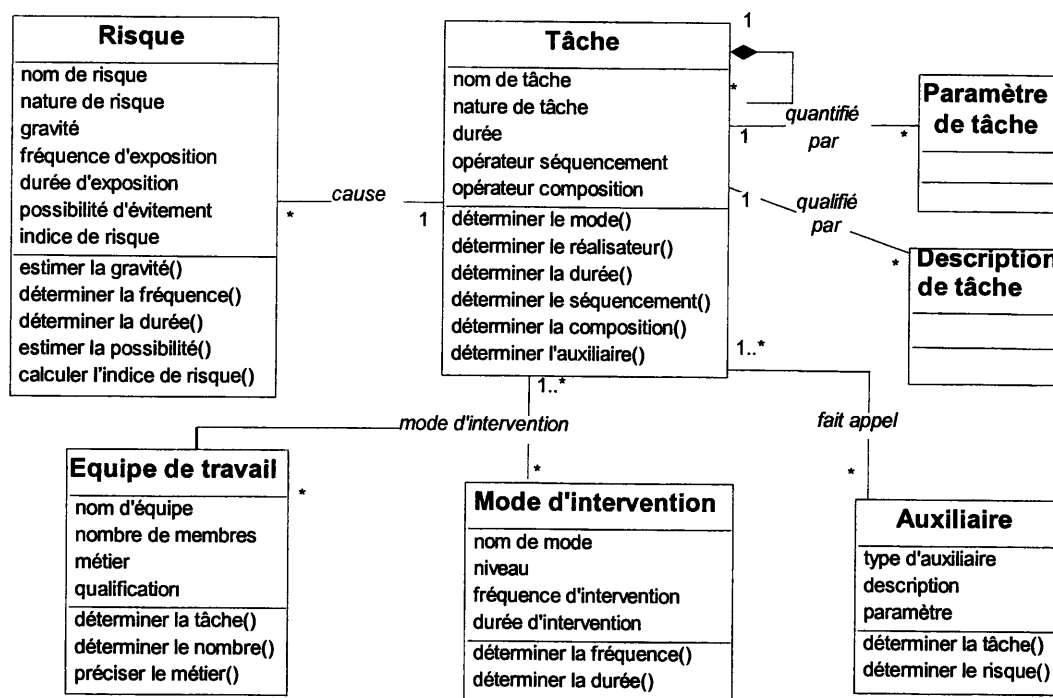 Risque
nom de risque
nature de risque
gravité
fréquence d'exposition
durée d'exposition
possibilité d'évitement
indice de risque
estimer la gravité()
déterminer la fréquence()
déterminer la durée()
estimer la possibilité()
calculer l'indice de risque()
*
cause
1
Tâche
nom de tâche
nature de tâche
durée
opérateur séquencement
opérateur composition
déterminer le mode()
déterminer le réalisateur()
déterminer la durée()
déterminer le séquencement()
déterminer la composition()
déterminer l'auxiliaire()
1
*
1
quantifié
par
*
Paramètre
de tâche
1
qualifié
par
*
Description
de tâche
1..*
fait appel
*
1..*
mode d'intervention
*
*
Equipe de travail
nom d'équipe
nombre de membres
métier
qualification
déterminer la tâche()
déterminer le nombre()
préciser le métier()
Mode d'intervention
nom de mode
niveau
fréquence d'intervention
durée d'intervention
déterminer la fréquence()
déterminer la durée()
Auxiliaire
type d'auxiliaire
description
paramètre
déterminer la tâche()
déterminer le risque()